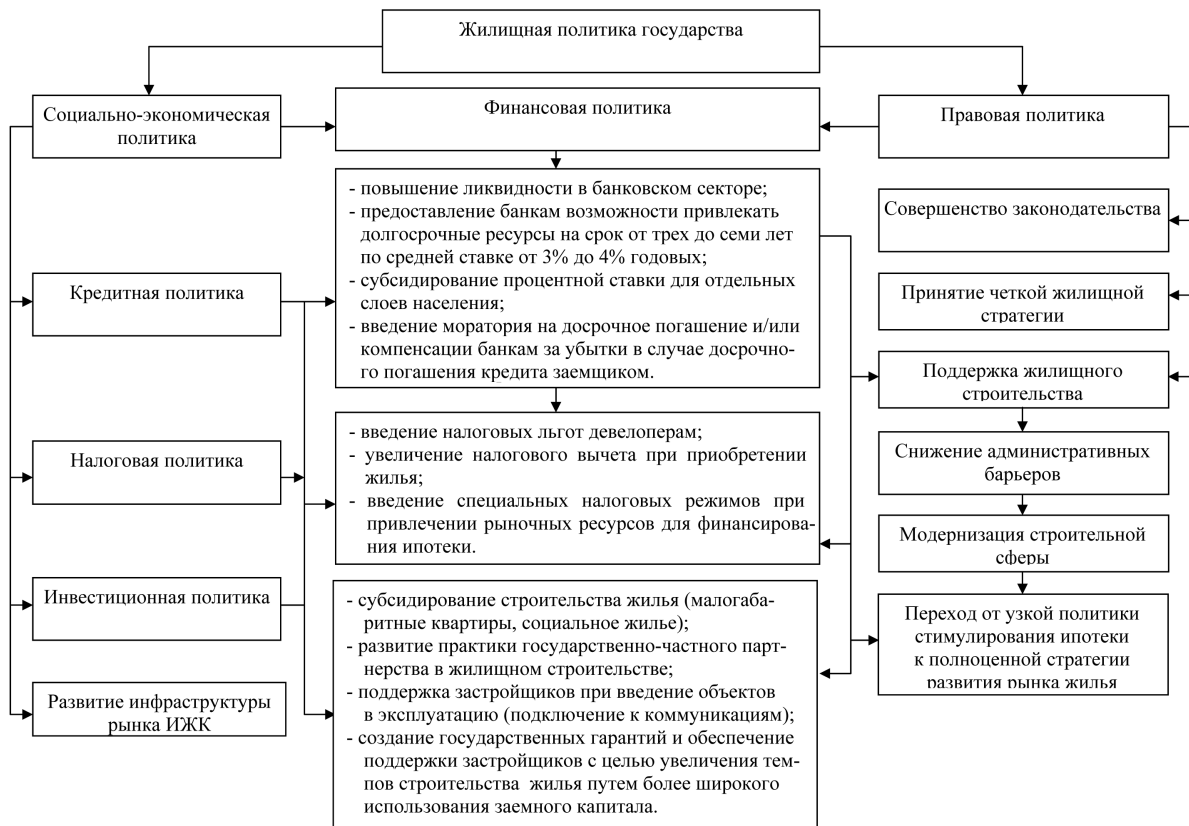 Жилищная политика государства
Социально-экономическая
политика
Финансовая политика
Правовая политика
- повышение ликвидности в банковском секторе;
- предоставление банкам возможности привлекать
долгосрочные ресурсы на срок от трех до семи лет
по средней ставке от 3% до 4% годовых;
- субсидирование процентной ставки для отдельных
слоев населения;
- введение моратория на досрочное погашение и/или
компенсации банкам за убытки в случае досрочно-
го погашения кредита заемщиком.
Совершенство законодательства
Кредитная политика
Принятие четкой жилищной
стратегии
Поддержка жилищного
строительства
- введение налоговых льгот девелоперам;
- увеличение налогового вычета при приобретении
жилья;
- введение специальных налоговых режимов при
привлечении рыночных ресурсов для финансирова-
ния ипотеки.
Налоговая политика
Снижение административных
барьеров
Модернизация строительной
сферы
Инвестиционная политика
- субсидирование строительства жилья (малогаба-
ритные квартиры, социальное жилье);
- развитие практики государственно-частного парт-
нерства в жилищном строительстве;
- поддержка застройщиков при введение объектов
в эксплуатацию (подключение к коммуникациям);
- создание государственных гарантий и обеспечение
поддержки застройщиков с целью увеличения тем-
пов строительства жилья путем более широкого
использования заемного капитала.
Переход от узкой политики
стимулирования ипотеки
к полноценной стратегии
развития рынка жилья
Развитие инфраструктуры
рынка ИЖК